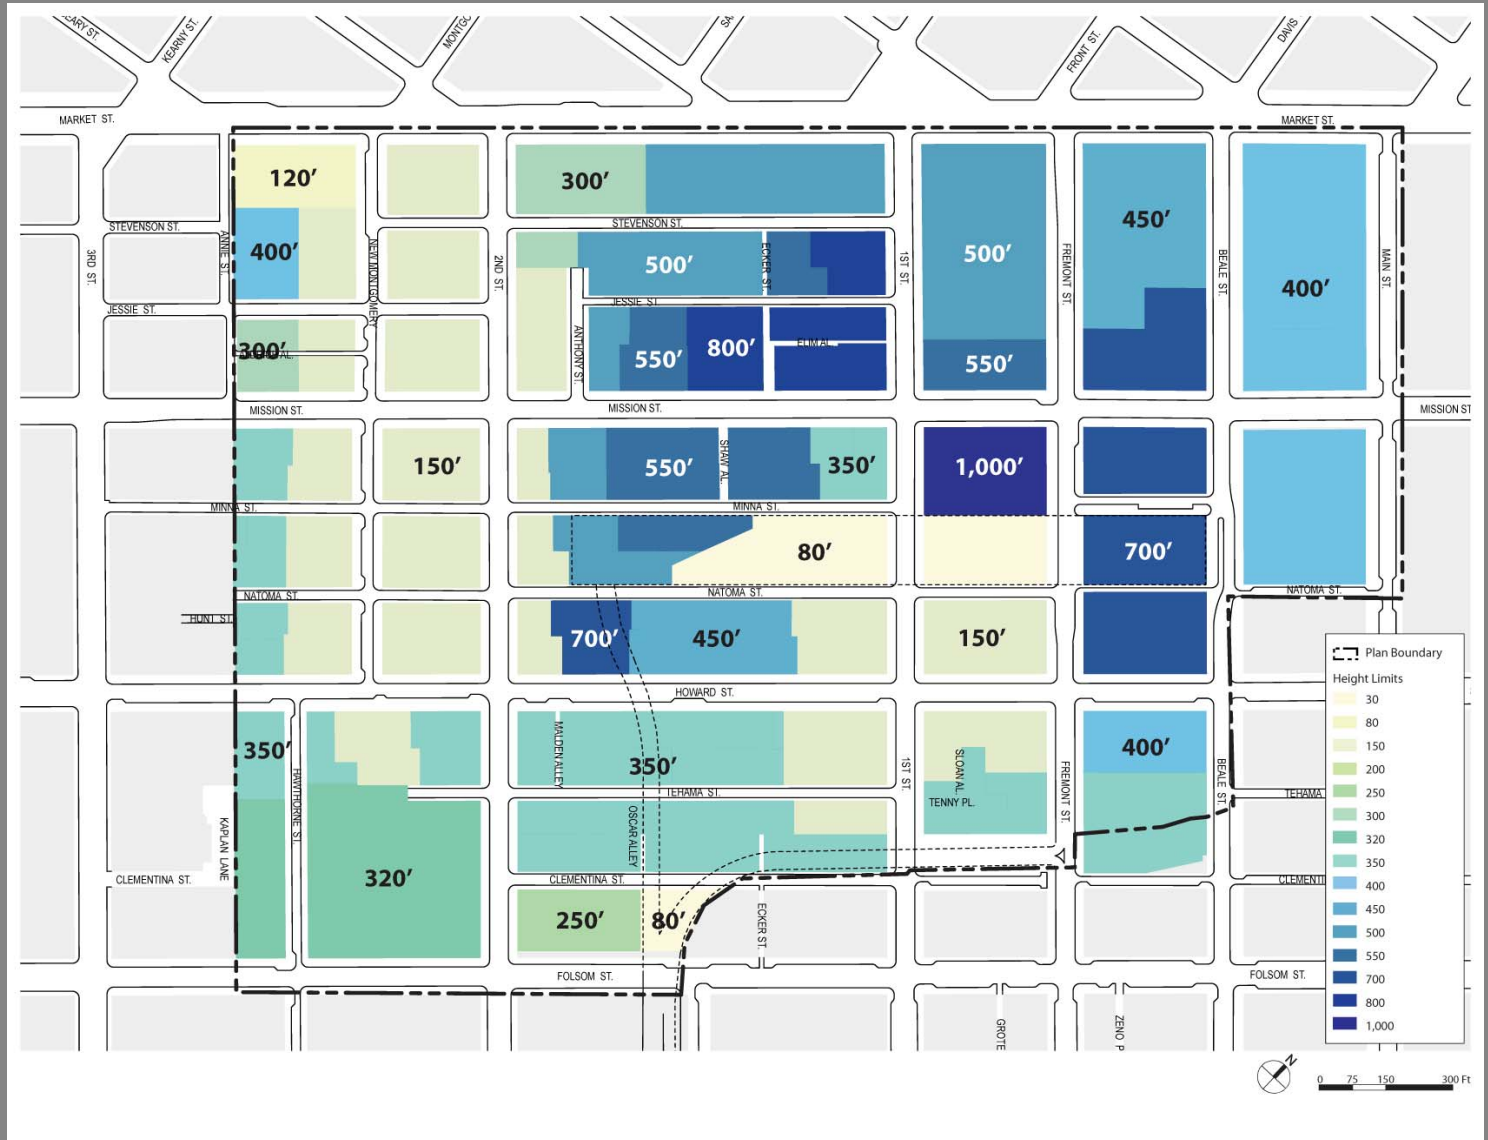 KEARNY ST.
FRONT ST.
DAVIS
MARKET ST.
MARKET ST.
120’
300’
STEVENSON ST.
STEVENSON ST.
450’
400’
500’
500’
400’
3RD ST.
ANNIE ST.
NEW MONTGOMERY
2ND ST.
ECKER ST.
1ST ST.
FREMONT ST.
BEALE ST.
MAIN ST.
JESSIE ST.
JESSIE ST.
300’
ANTHONY ST.
550’
800’
ELIM AL.
550’
MISSION ST.
MISSION ST.
MISSION ST
150’
550’
SHAW AL.
350’
1,000’
MINNA ST.
MINNA ST.
80’
700’
NATOMA ST.
NATOMA ST.
NATOMA ST.
HUNT ST.
700’
450’
150’
HOWARD ST.
350’
MALDEN ALLEY
350’
1ST ST.
SLOAN AL.
FREMONT ST.
400’
BEALE ST.
HAWTHORNE ST.
TEHAMA ST.
TENNY PL.
TEHAMA
KAPLAN LANE
OSCAR ALLEY
320’
CLEMENTINA ST.
CLEMENTINA ST.
CLEMENTI
250’
80’
ECKER ST.
FOLSOM ST.
FOLSOM ST.
GROTE
ZENO P
Plan Boundary
Height Limits
30
80
150
200
250
300
320
350
400
450
500
550
700
800
1,000
N
0 75 150 300 Ft